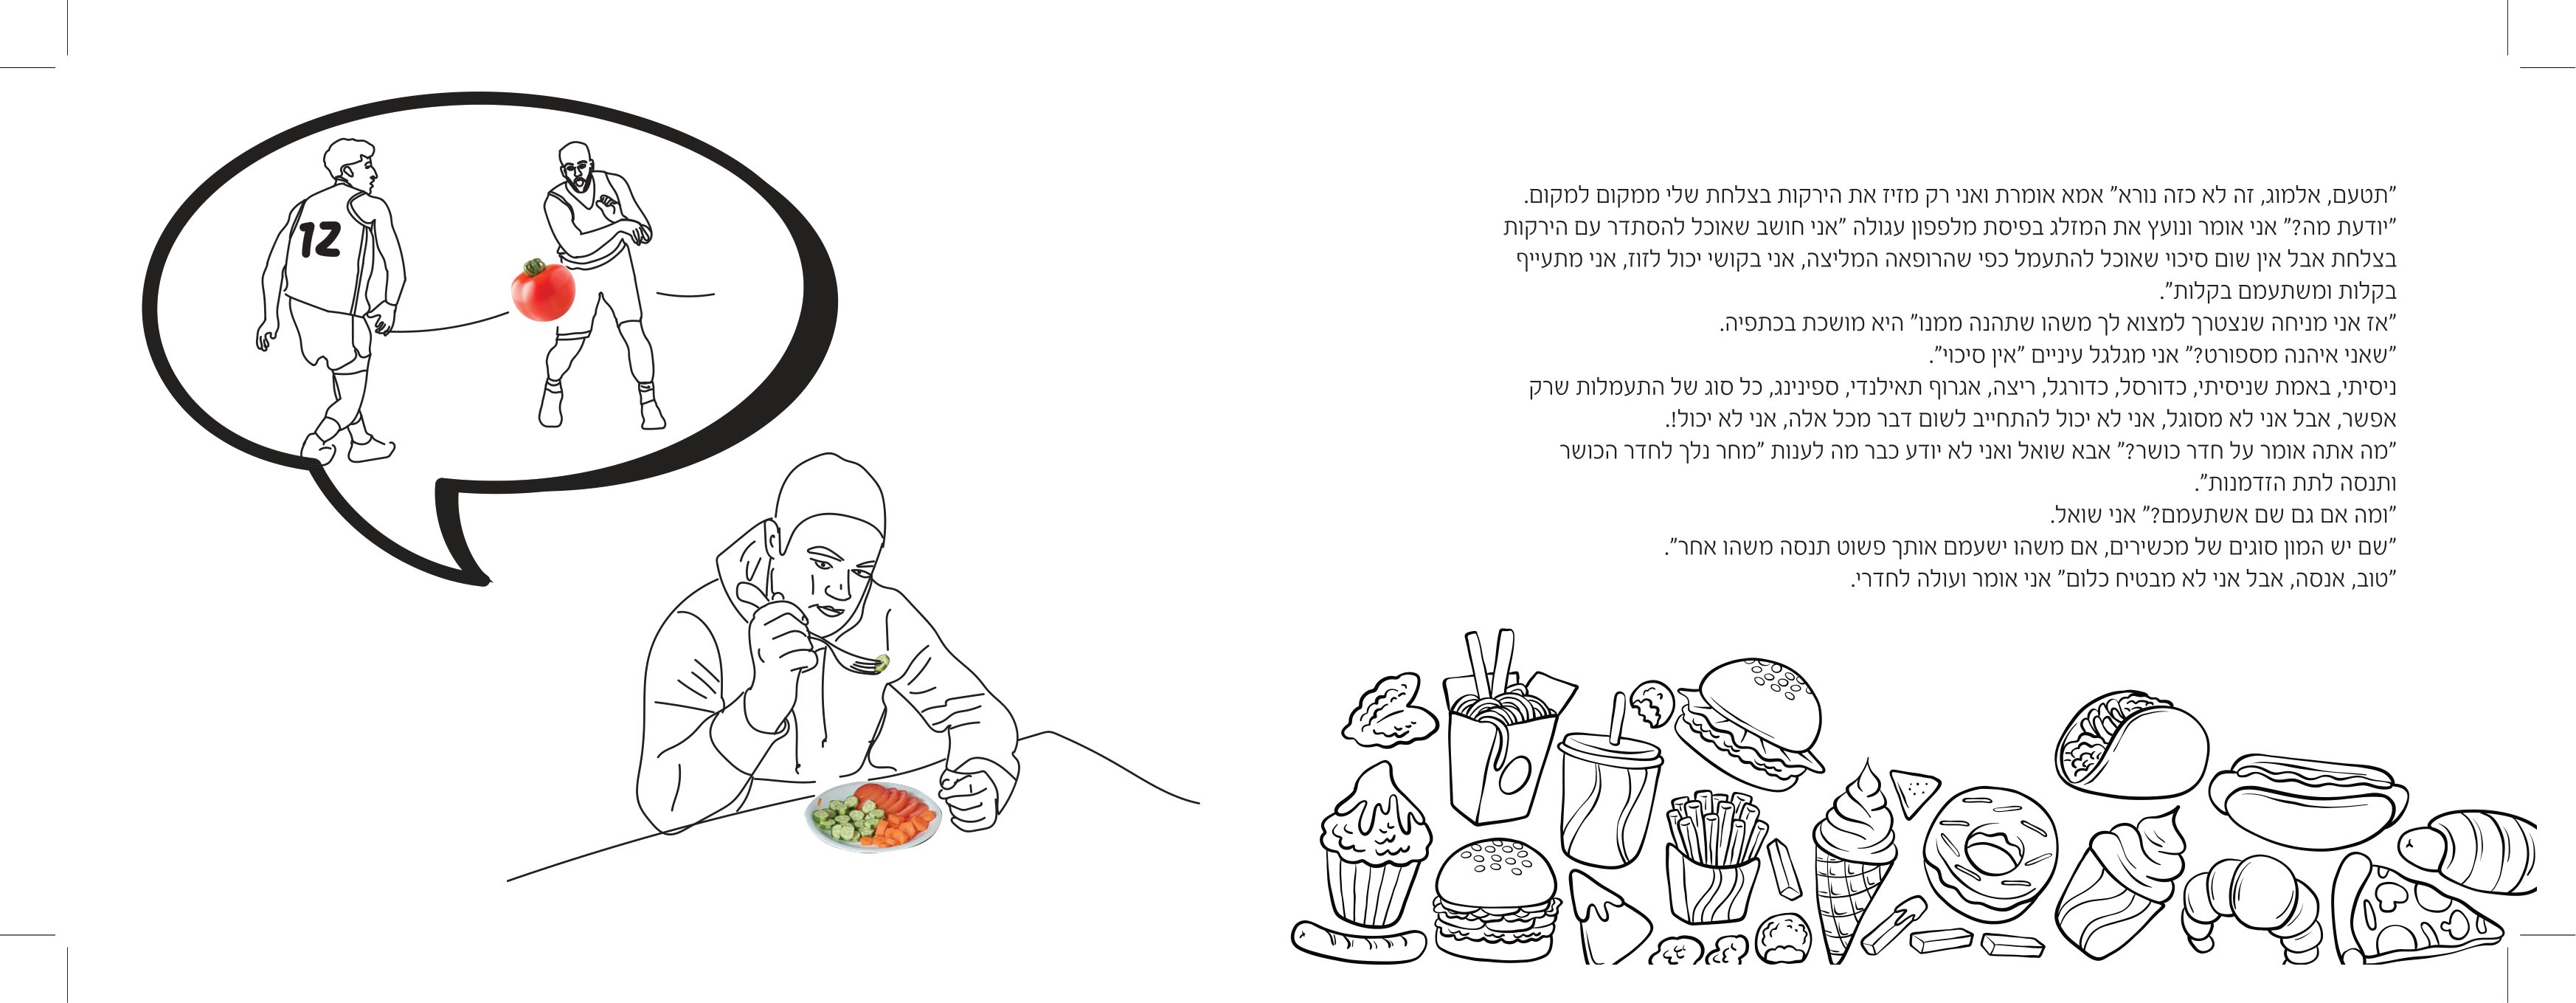 12
"תטעם, אלמוג, זה לא כזה נורא" אמא אומרת ואני רק מזיז את הירקות בצלחת שלי ממקום למקום.
"יודעת מה?" אני אומר ונועץ את המזלג בפיסת מלפפון עגולה "אני חושב שאוכל להסתדר עם הירקות
בצלחת אבל אין שום סיכוי שאוכל להתעמל כפי שהרופאה המליצה, אני בקושי יכול לזוז, אני מתעייף
בקלות ומשתעמם בקלות".
"אז אני מניחה שנצטרך למצוא לך משהו שתהנה ממנו" היא מושכת בכתפיה.
"שאני איהנה מספורט?" אני מגלגל עיניים "אין סיכוי".
ניסיתי, באמת שניסיתי, כדורסל, כדורגל, ריצה, אגרוף תאילנדי, ספינינג, כל סוג של התעמלות שרק
אפשר, אבל אני לא מסוגל, אני לא יכול להתחייב לשום דבר מכל אלה, אני לא יכול!.
"מה אתה אומר על חדר כושר?" אבא שואל ואני לא יודע כבר מה לענות "מחר נלך לחדר הכושר
ותנסה לתת הזדמנות".
"ומה אם גם שם אשתעמם?" אני שואל.
"שם יש המון סוגים של מכשירים, אם משהו ישעמם אותך פשוט תנסה משהו אחר".
"טוב, אנסה, אבל אני לא מבטיח כלום" אני אומר ועולה לחדרי.